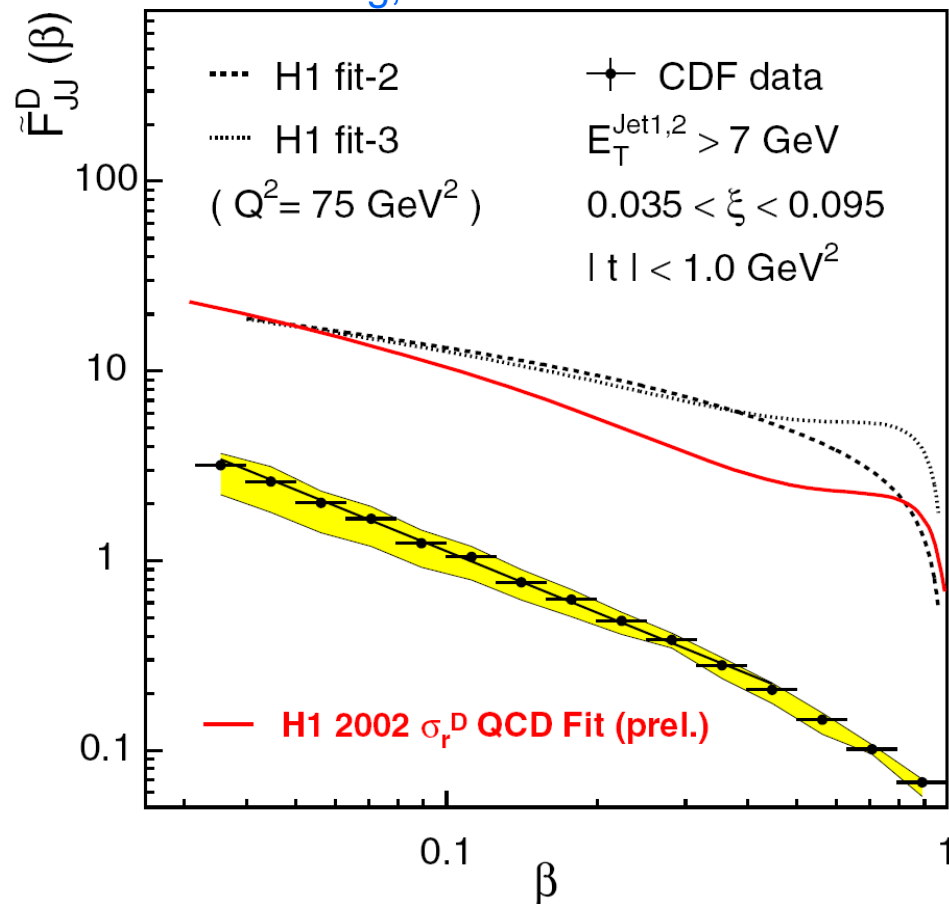 g,
F̃ᴰ_JJ (β)
H1 fit-2
H1 fit-3
( Q²= 75 GeV² )
CDF data
E_T^Jet1,2 > 7 GeV
0.035 < ξ < 0.095
| t | < 1.0 GeV²
100
10
1
0.1
H1 2002 σ_r^D QCD Fit (prel.)
0.1
1
β